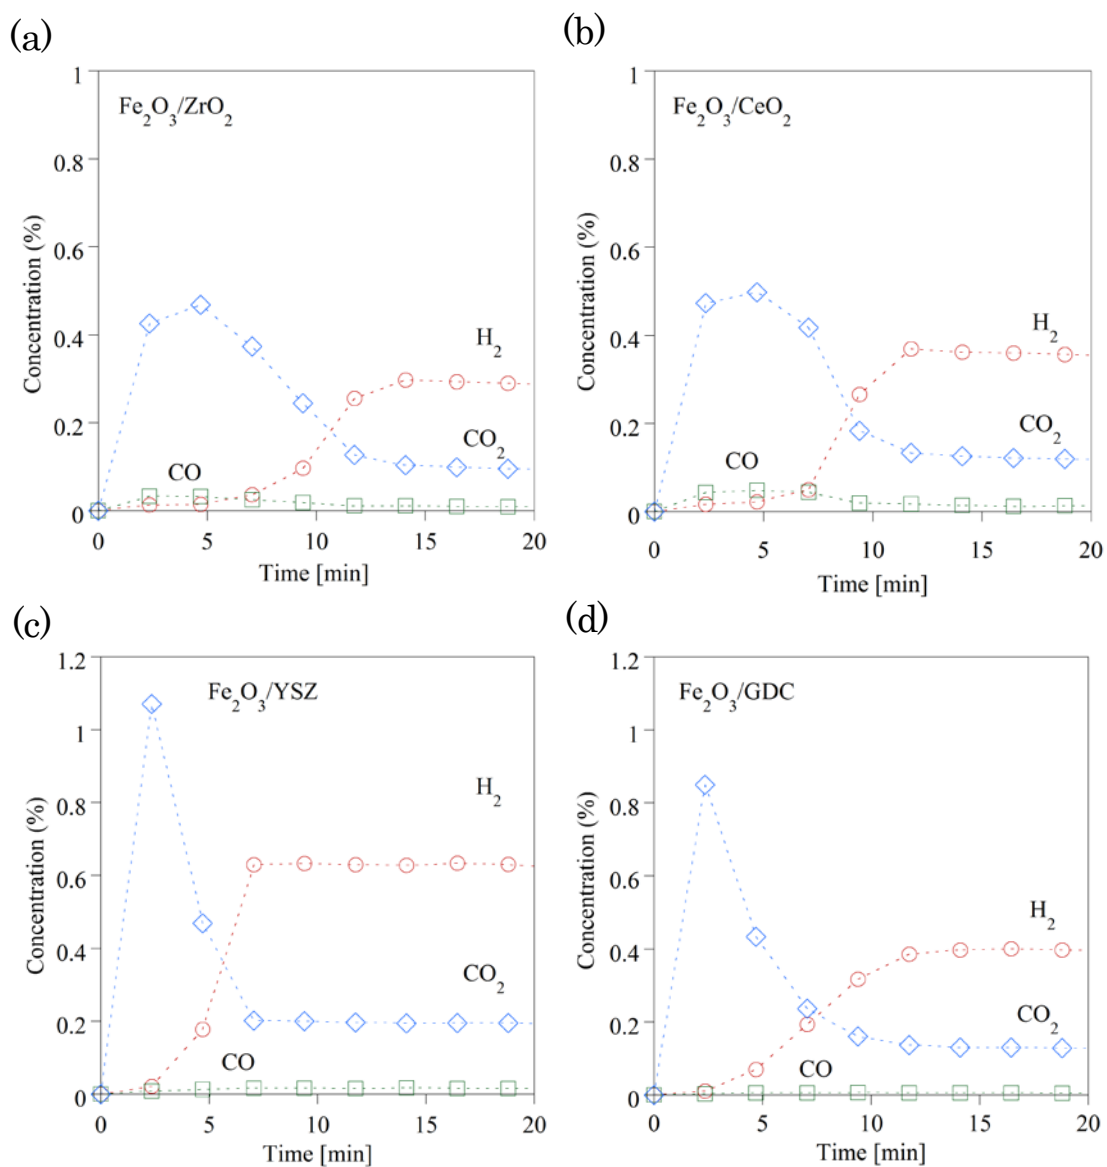 (a)
Fe2O3/ZrO2
1
0.8
0.6
0.4
0.2
0
Concentration (%)
H2
CO2
CO
0 5 10 15 20
Time [min]
(b)
Fe2O3/CeO2
1
0.8
0.6
0.4
0.2
0
Concentration (%)
H2
CO2
CO
0 5 10 15 20
Time [min]
(c)
Fe2O3/YSZ
1.2
1
0.8
0.6
0.4
0.2
0
Concentration (%)
H2
CO2
CO
0 5 10 15 20
Time [min]
(d)
Fe2O3/GDC
1.2
1
0.8
0.6
0.4
0.2
0
Concentration (%)
H2
CO2
CO
0 5 10 15 20
Time [min]